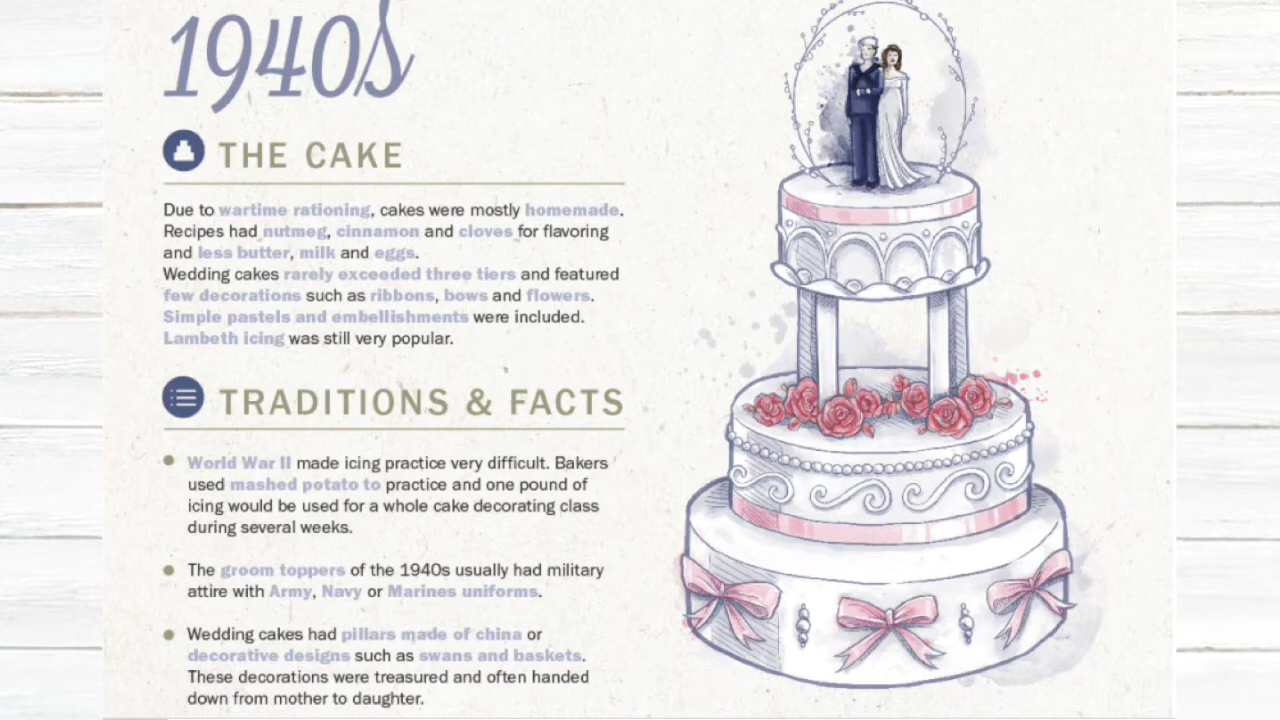 1940s
THE CAKE
Due to wartime rationing, cakes were mostly homemade.
Recipes had nutmeg, cinnamon and cloves for flavoring
and less butter, milk and eggs.
Wedding cakes rarely exceeded three tiers and featured
few decorations such as ribbons, bows and flowers.
Simple pastels and embellishments were included.
Lambeth icing was still very popular.
TRADITIONS & FACTS
World War II made icing practice very difficult. Bakers
used mashed potato to practice and one pound of
icing would be used for a whole cake decorating class
during several weeks.
The groom toppers of the 1940s usually had military
attire with Army, Navy or Marines uniforms.
Wedding cakes had pillars made of china or
decorative designs such as swans and baskets.
These decorations were treasured and often handed
down from mother to daughter.